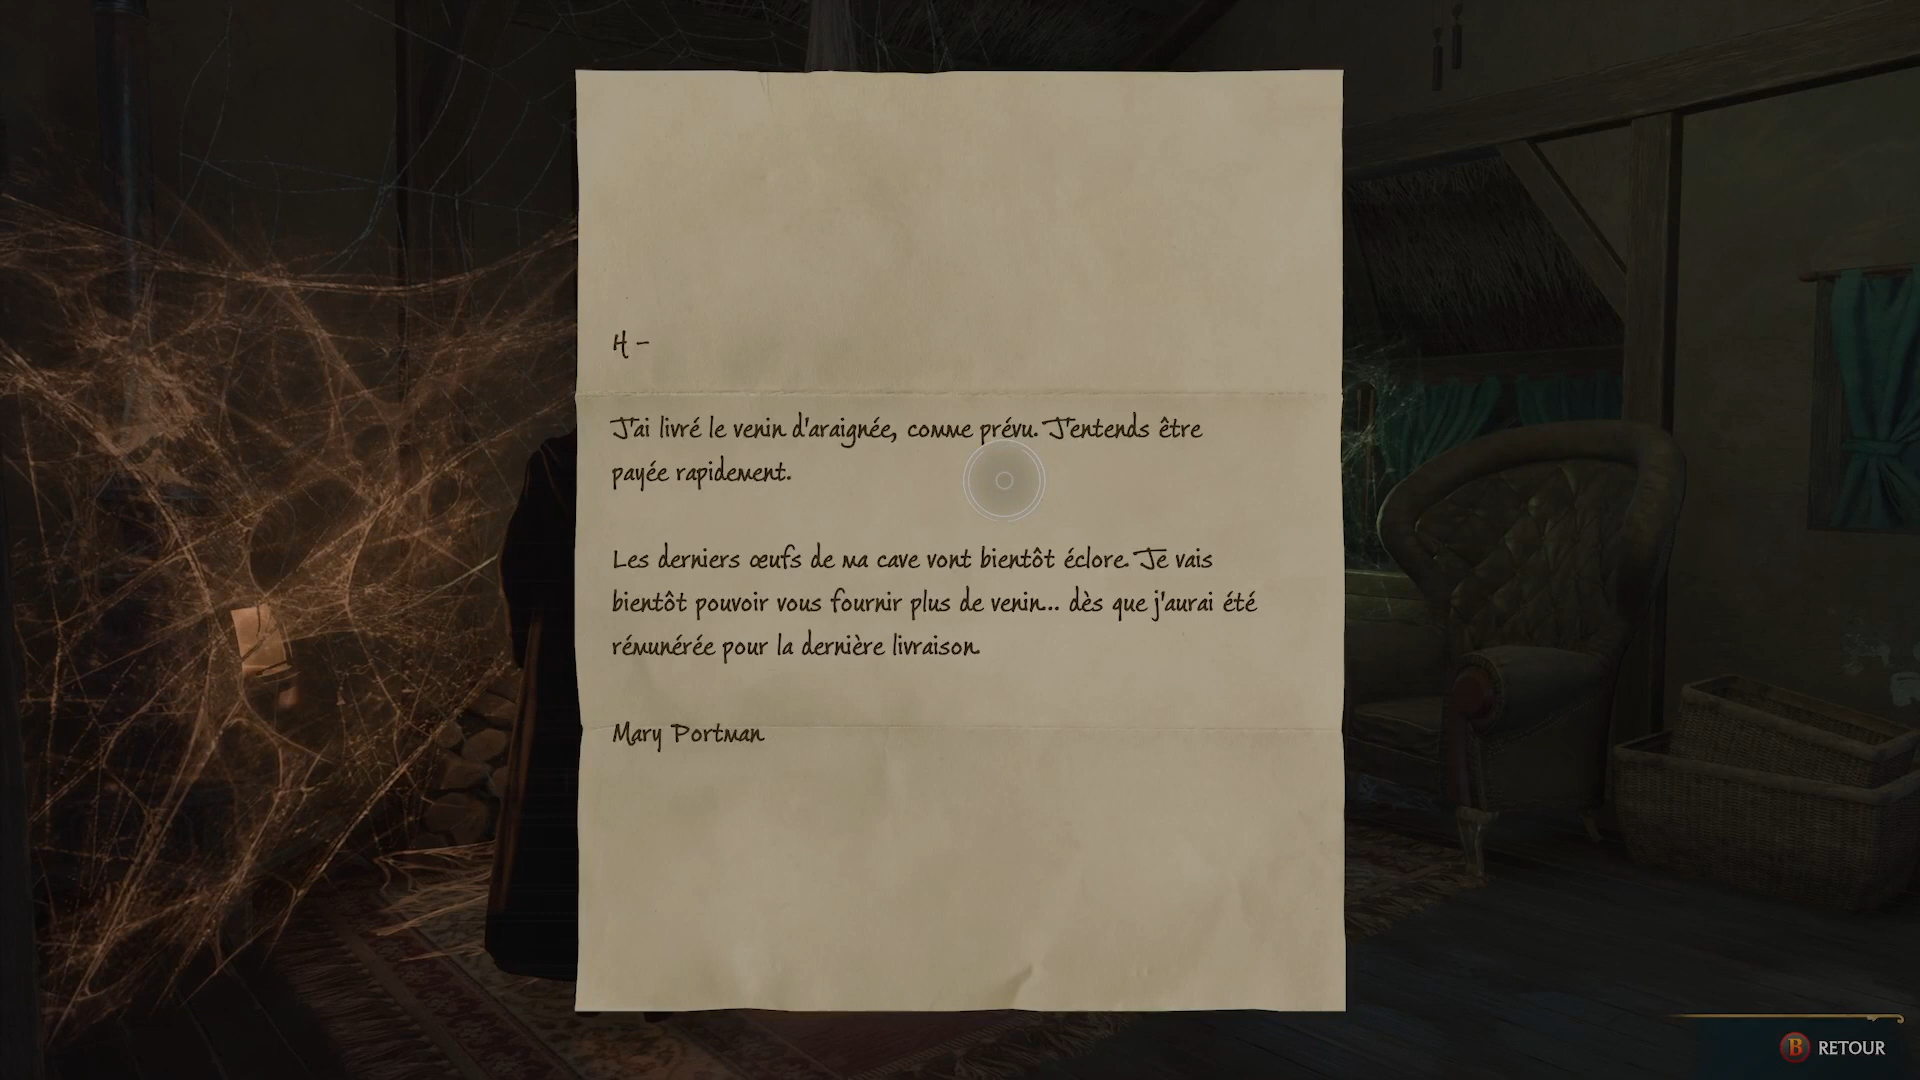 H -
J'ai livré le venin d'araignée, comme prévu. J'entends être
payée rapidement.
Les derniers œufs de ma cave vont bientôt éclore. Je vais
bientôt pouvoir vous fournir plus de venin... dès que j'aurai été
rémunérée pour la dernière livraison.
Mary Portman
B RETOUR